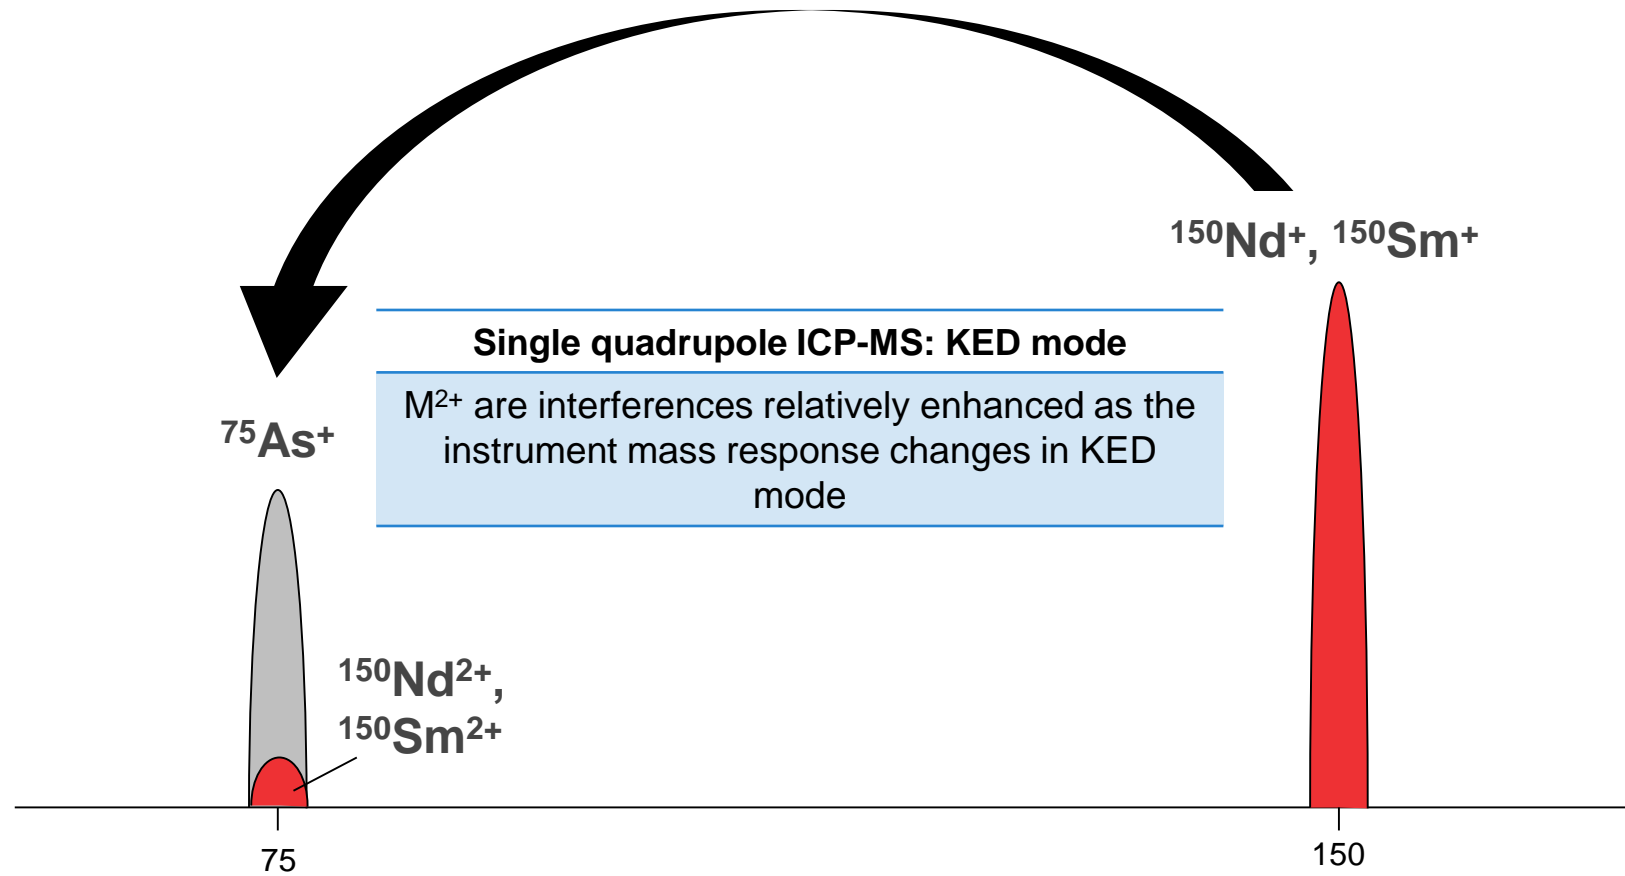 ¹⁵⁰Nd⁺, ¹⁵⁰Sm⁺
Single quadrupole ICP-MS: KED mode
M²⁺ are interferences relatively enhanced as the
instrument mass response changes in KED
mode
⁷⁵As⁺
¹⁵⁰Nd²⁺,
¹⁵⁰Sm²⁺
75
150